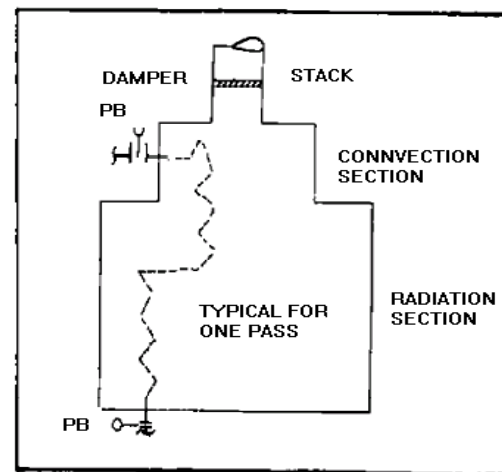 DAMPER STACK
PB
CONNVECTION
SECTION
TYPICAL FOR
ONE PASS
RADIATION
SECTION
PB